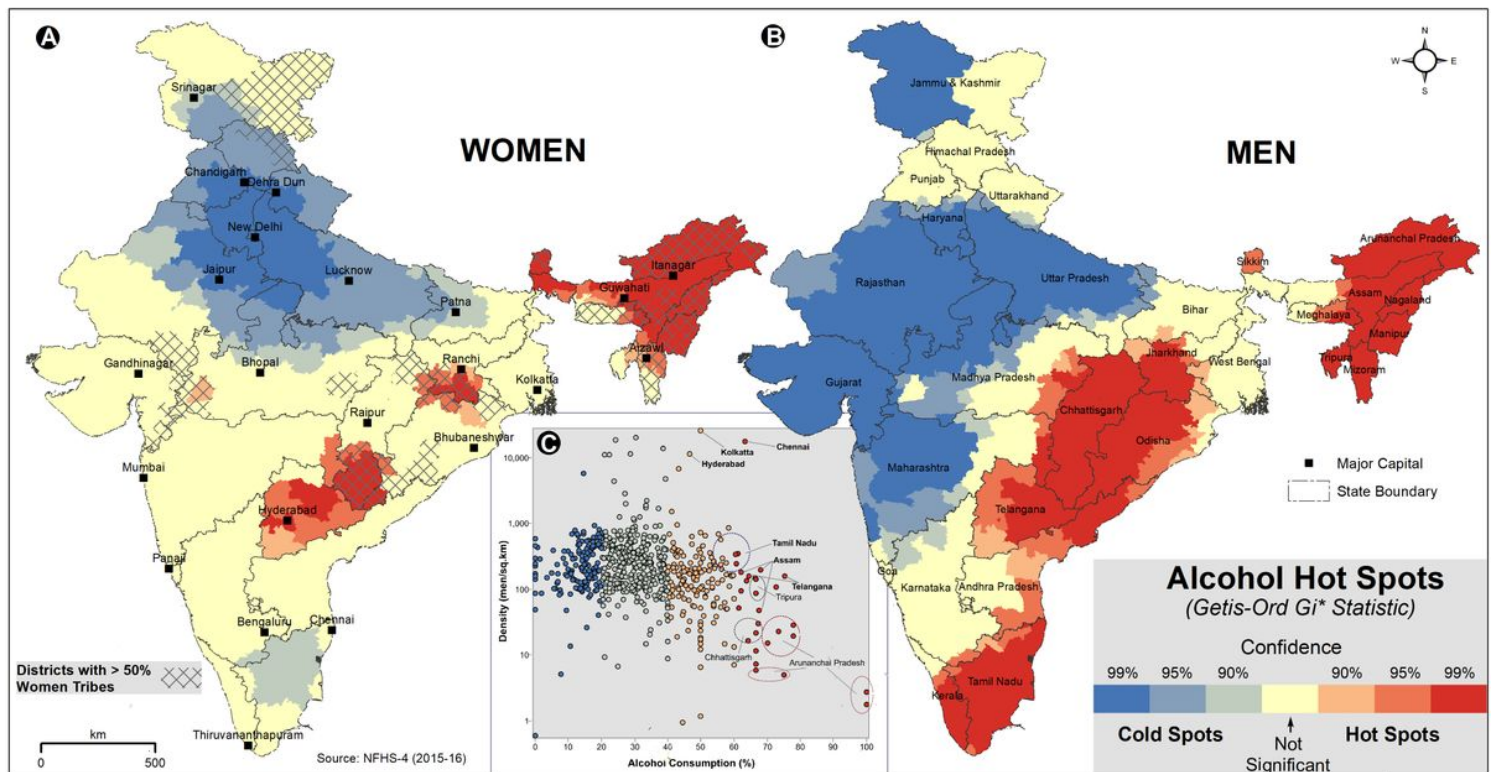 A
WOMEN
Srinagar
Chandigarh
Dehra Dun
New Delhi
Jaipur
Lucknow
Patna
Itanagar
Guwahati
Aizawl
Gandhinagar
Bhopal
Ranchi
Kolkatta
Raipur
Bhubaneshwar
Mumbai
Hyderabad
Panaji
Bengaluru
Chennai
Thiruvananthapuram
Districts with > 50%
Women Tribes
km
0 500
Source: NFHS-4 (2015-16)
B
MEN
N
W E
S
Jammu & Kashmir
Himachal Pradesh
Punjab
Uttarakhand
Haryana
Rajasthan
Uttar Pradesh
Bihar
Sikkim
Arunanchal Pradesh
Assam
Nagaland
Meghalaya
Manipur
Tripura
Mizoram
Gujarat
Madhya Pradesh
Jharkhand
West Bengal
Chhattisgarh
Odisha
Maharashtra
Telangana
Goa
Karnataka
Andhra Pradesh
Kerala
Tamil Nadu
Major Capital
State Boundary
C
Kolkatta
Chennai
Hyderabad
Tamil Nadu
Assam
Telangana
Tripura
Chhattisgarh
Arunanchal Pradesh
Density (men/sq.km)
10,000
1,000
100
10
1
0 10 20 30 40 50 60 70 80 90 100
Alcohol Consumption (%)
Alcohol Hot Spots
(Getis-Ord Gi* Statistic)
Confidence
99% 95% 90% 90% 95% 99%
Cold Spots
Not
Significant
Hot Spots